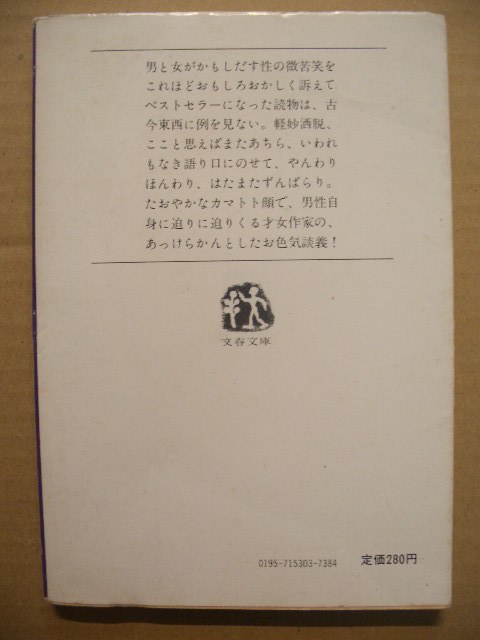 男と女がかもしだす性の微苦笑を
これほどおもしろおかしく訴えて
ベストセラーになった読物は、古
今東西に例を見ない。軽妙洒脱、
ここと思えばまたあちら、いわれ
もなき語り口にのせて、やんわり
ほんわり、はたまたずんばらり。
たおやかなカマトト顔で、男性自
身に迫りに迫りくる才女作家の、
あっけらかんとしたお色気談義！
文春文庫
0195-715303-7384
定価280円